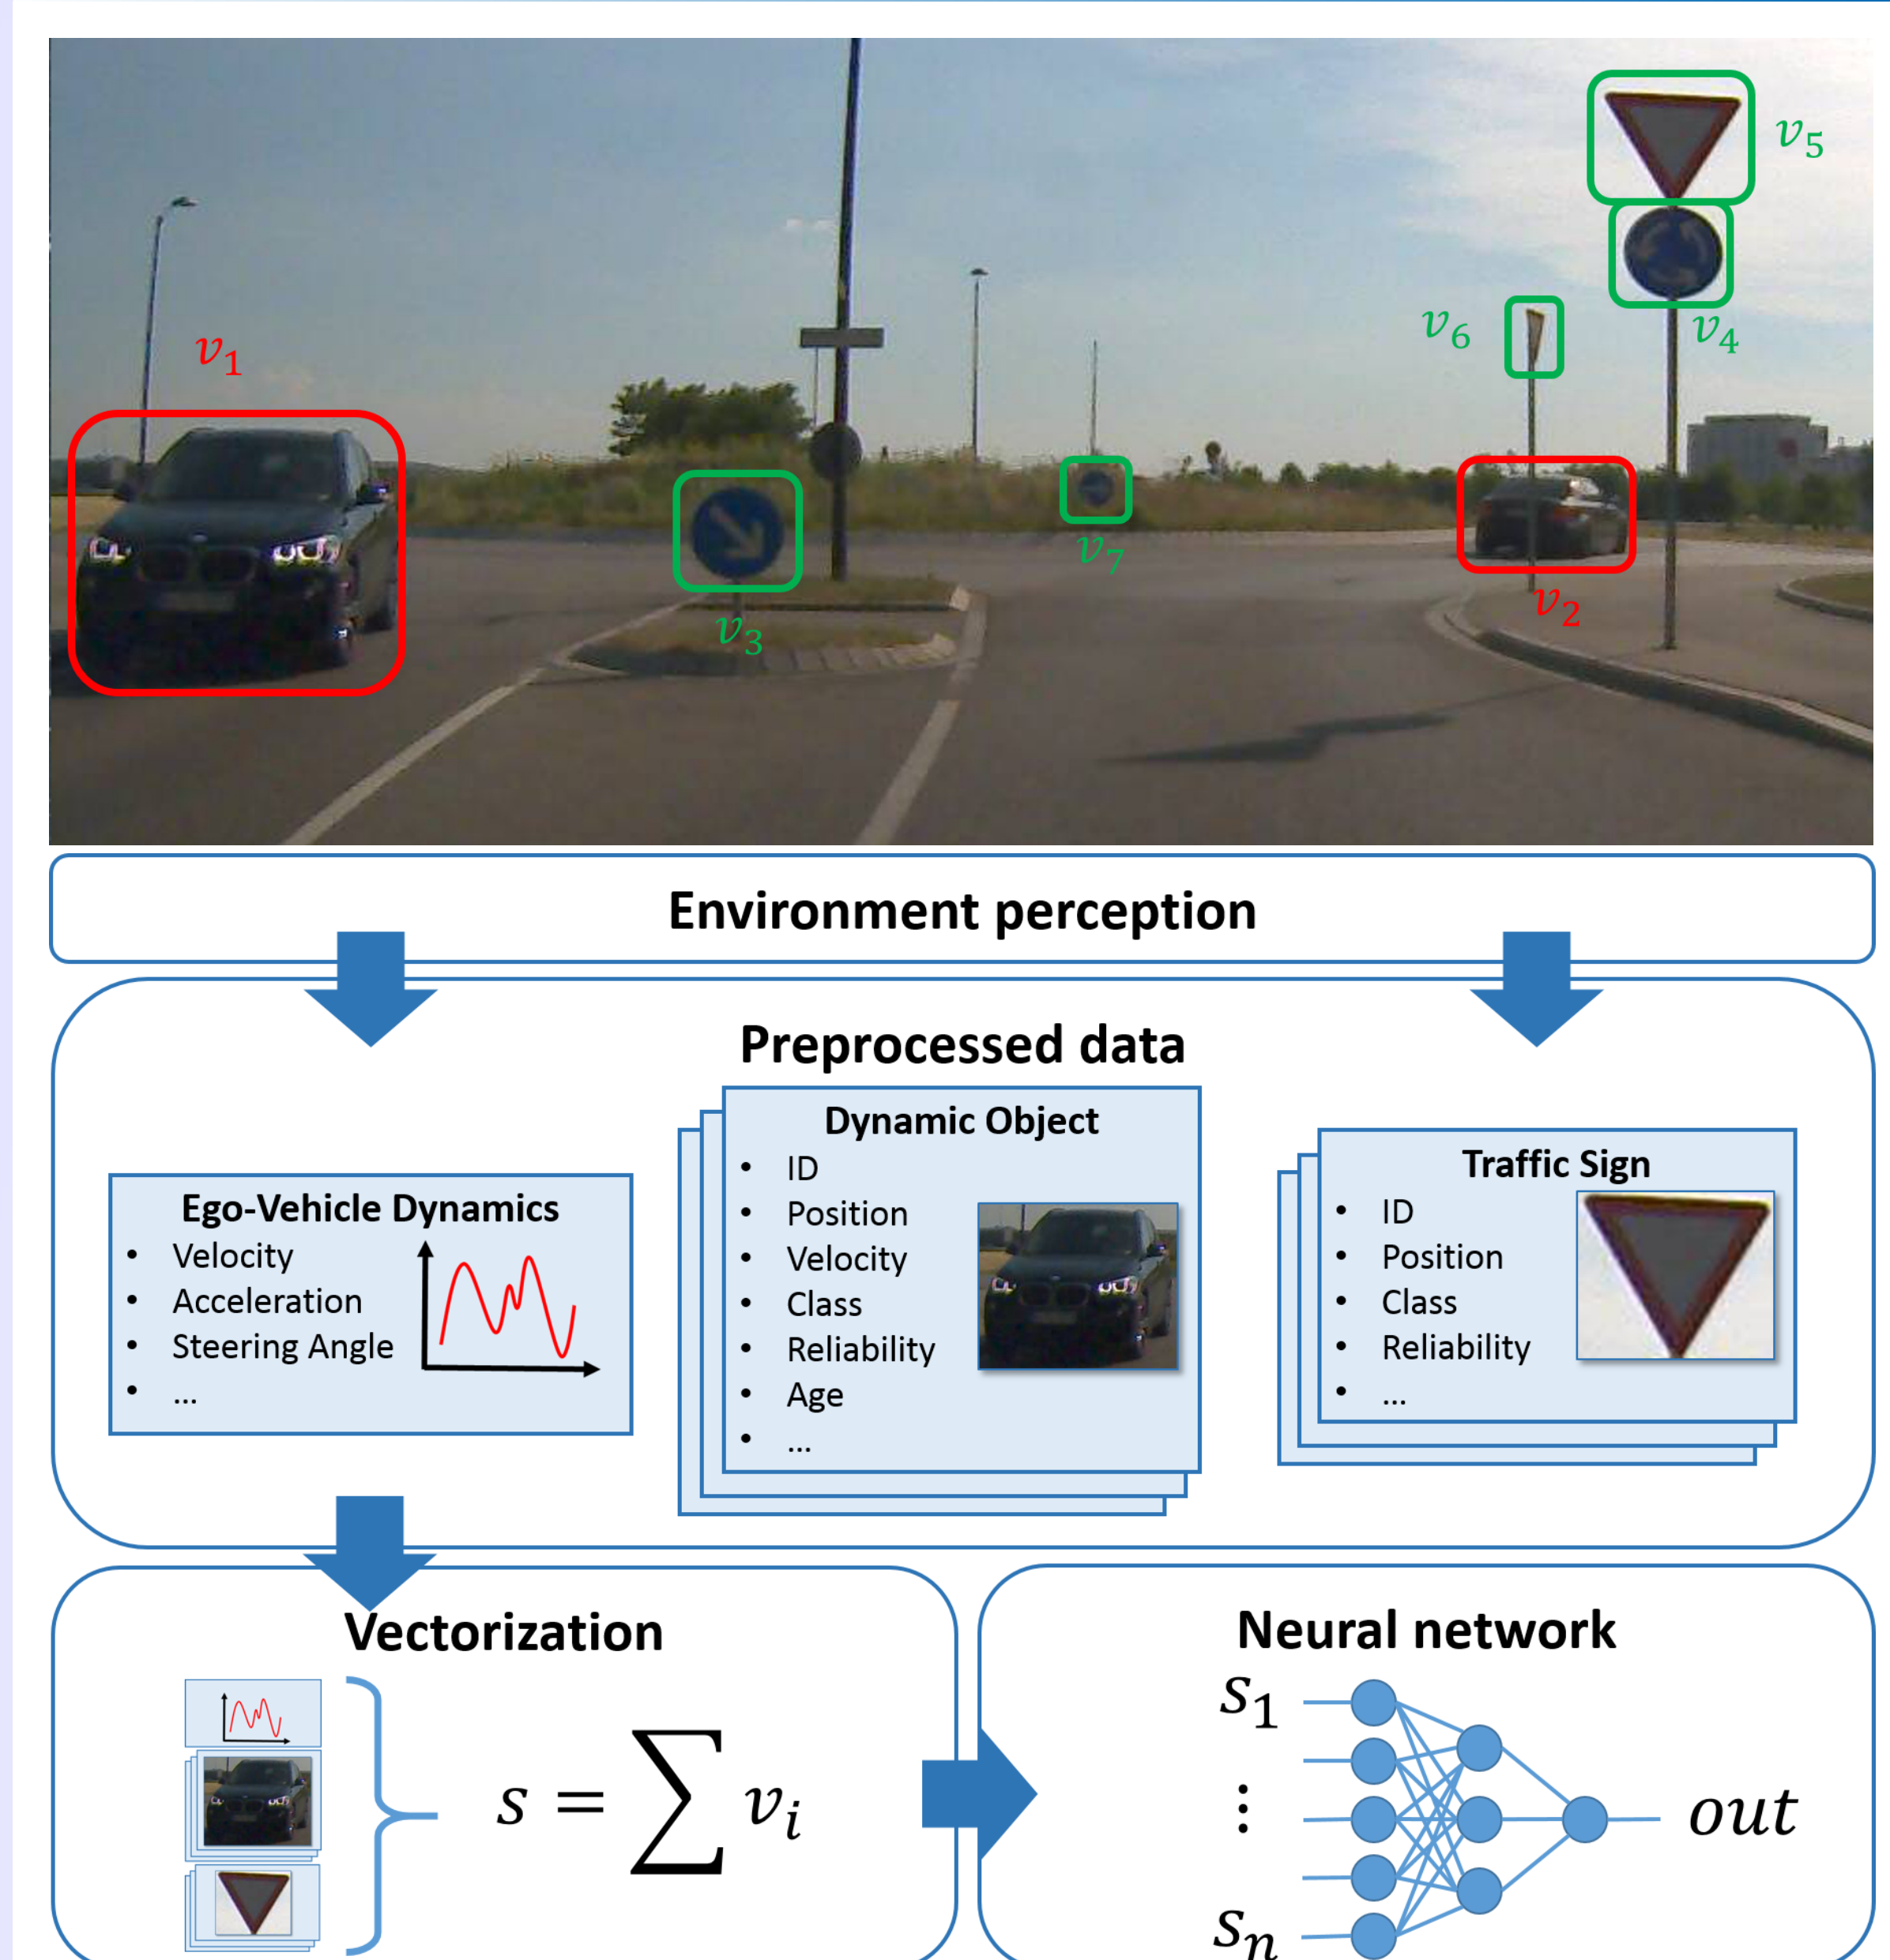 v₅
v₆
v₄
v₁
v₇
v₂
v₃
Environment perception
Preprocessed data
Ego-Vehicle Dynamics
• Velocity
• Acceleration
• Steering Angle
• ...
Dynamic Object
• ID
• Position
• Velocity
• Class
• Reliability
• Age
• ...
Traffic Sign
• ID
• Position
• Class
• Reliability
• ...
Vectorization
s = ∑ vᵢ
Neural network
s₁
⋮
sₙ
out